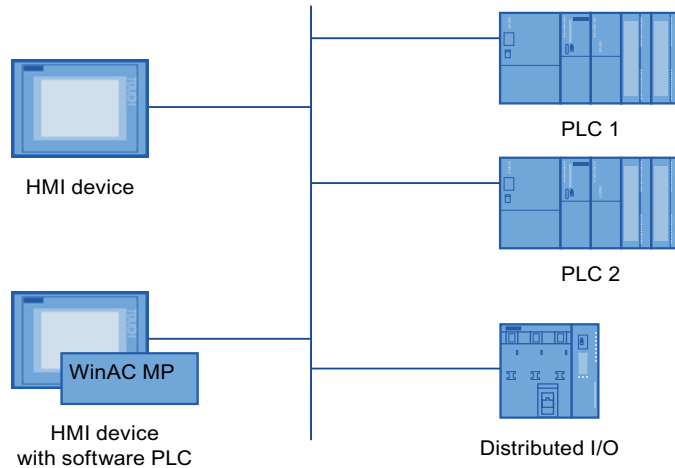 PLC 1
HMI device
PLC 2
WinAC MP
HMI device
with software PLC
Distributed I/O